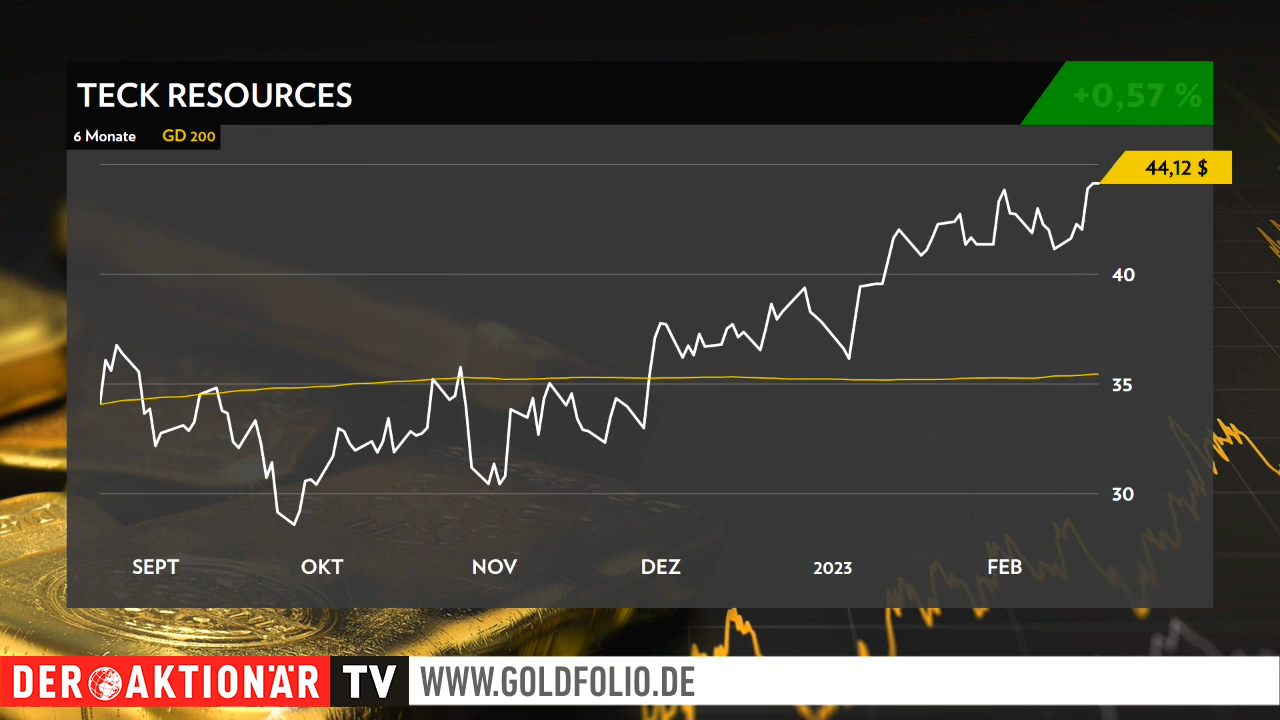 TECK RESOURCES
+0,57 %
6 Monate GD 200
44,12 $
40
35
30
SEPT OKT NOV DEZ 2023 FEB
DER AKTIONÄR TV WWW.GOLDFOLIO.DE